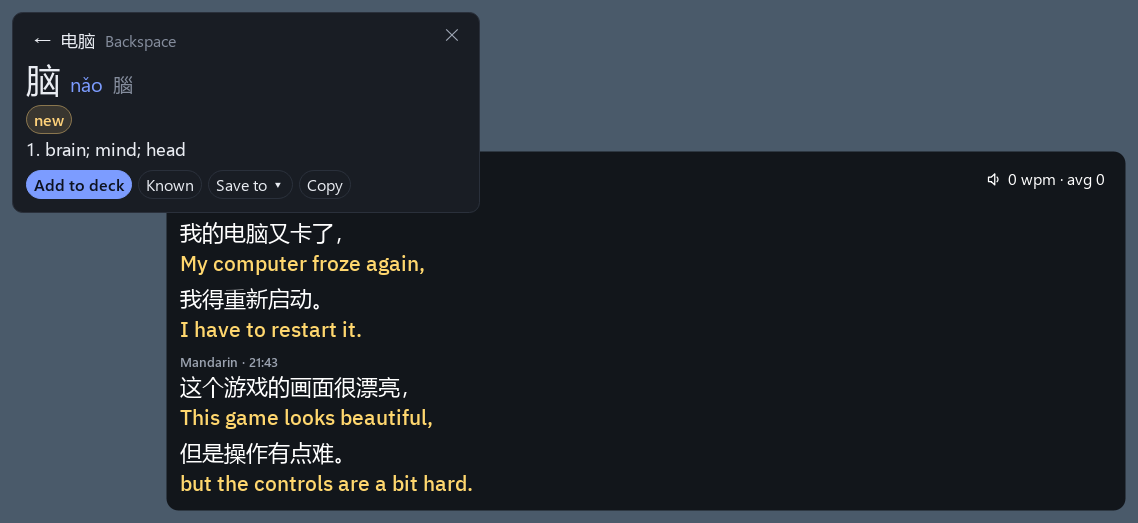 ← 电脑 Backspace
脑 nǎo 腦
new
1. brain; mind; head
Add to deck Known Save to ▾ Copy
0 wpm · avg 0
我的电脑又卡了，
My computer froze again,
我得重新启动。
I have to restart it.
Mandarin · 21:43
这个游戏的画面很漂亮，
This game looks beautiful,
但是操作有点难。
but the controls are a bit hard.